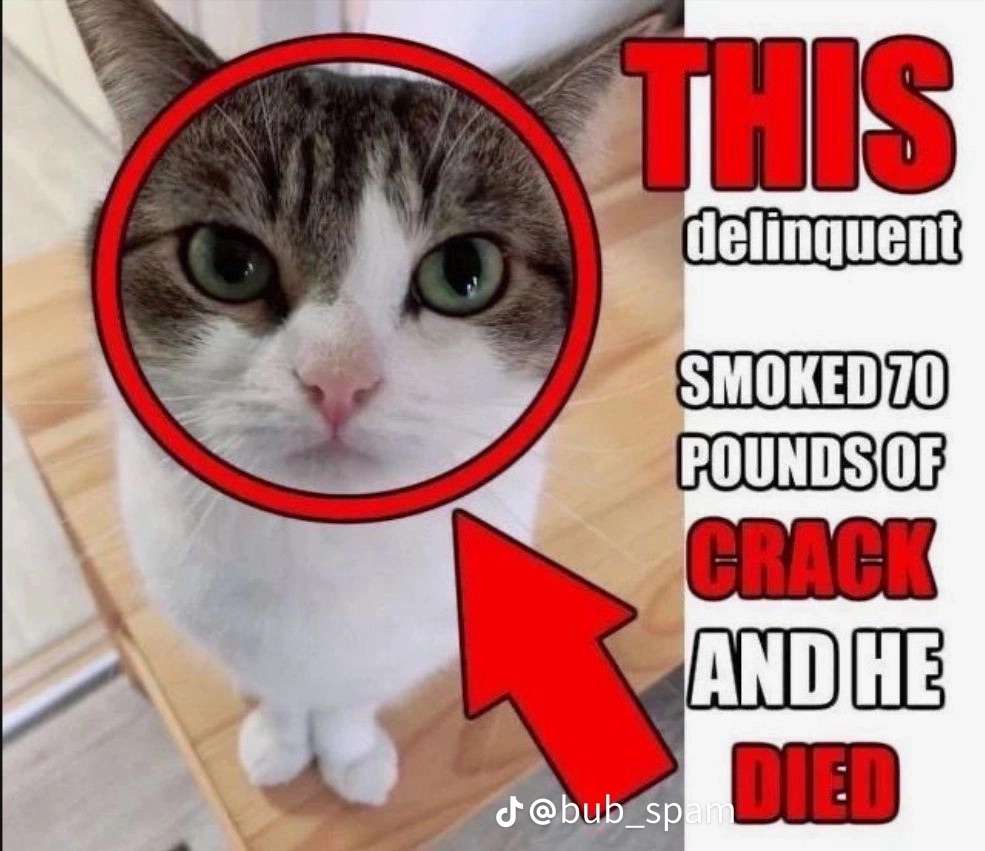 THIS
delinquent
SMOKED 70
POUNDS OF
CRACK
AND HE
DIED
@bub_spam